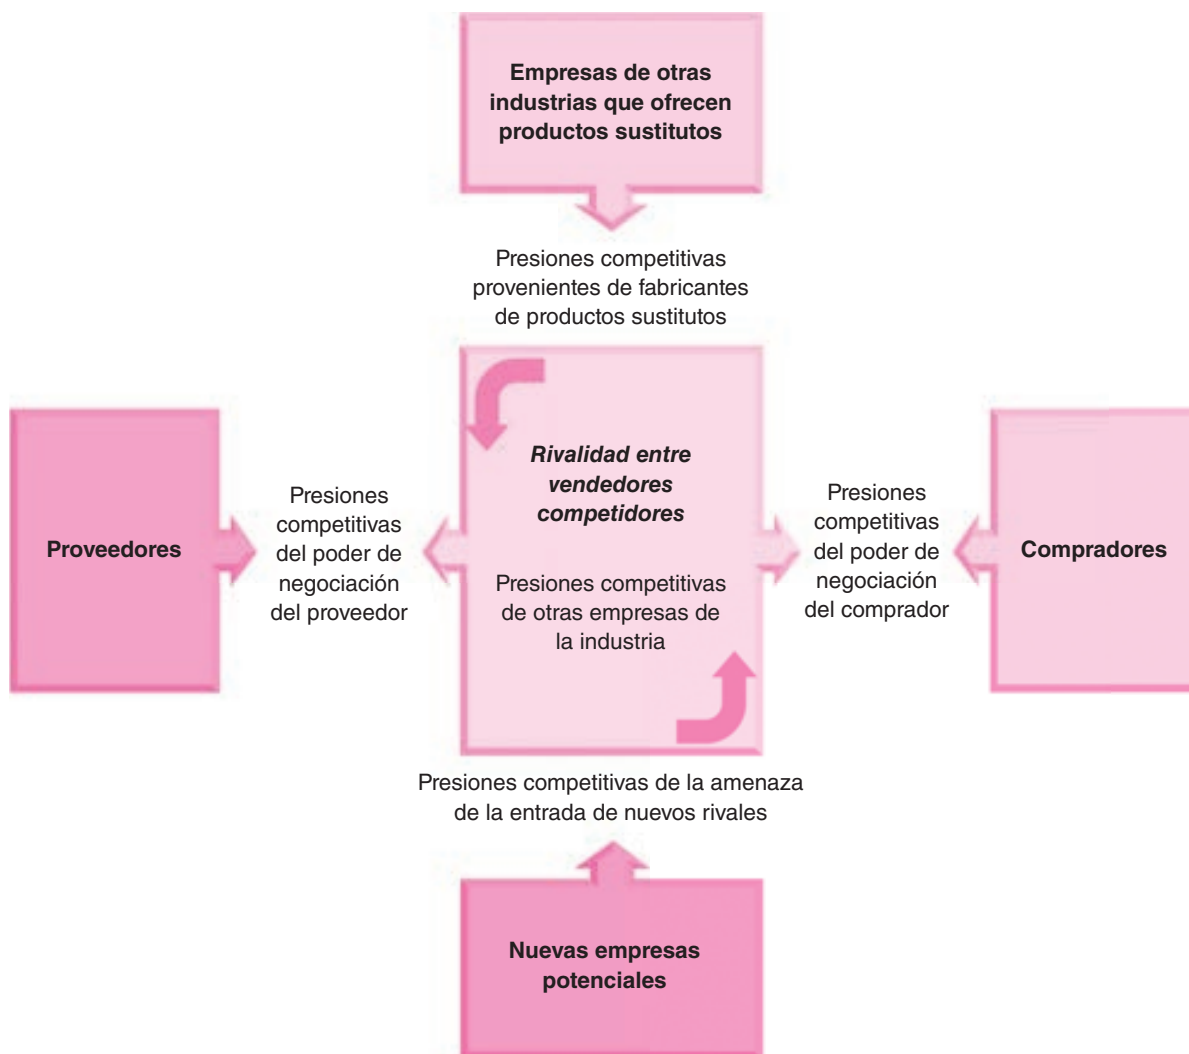 Empresas de otras
industrias que ofrecen
productos sustitutos
Presiones competitivas
provenientes de fabricantes
de productos sustitutos
Proveedores
Presiones
competitivas
del poder de
negociación
del proveedor
Rivalidad entre
vendedores
competidores
Presiones competitivas
de otras empresas de
la industria
Presiones
competitivas
del poder de
negociación
del comprador
Compradores
Presiones competitivas de la amenaza
de la entrada de nuevos rivales
Nuevas empresas
potenciales